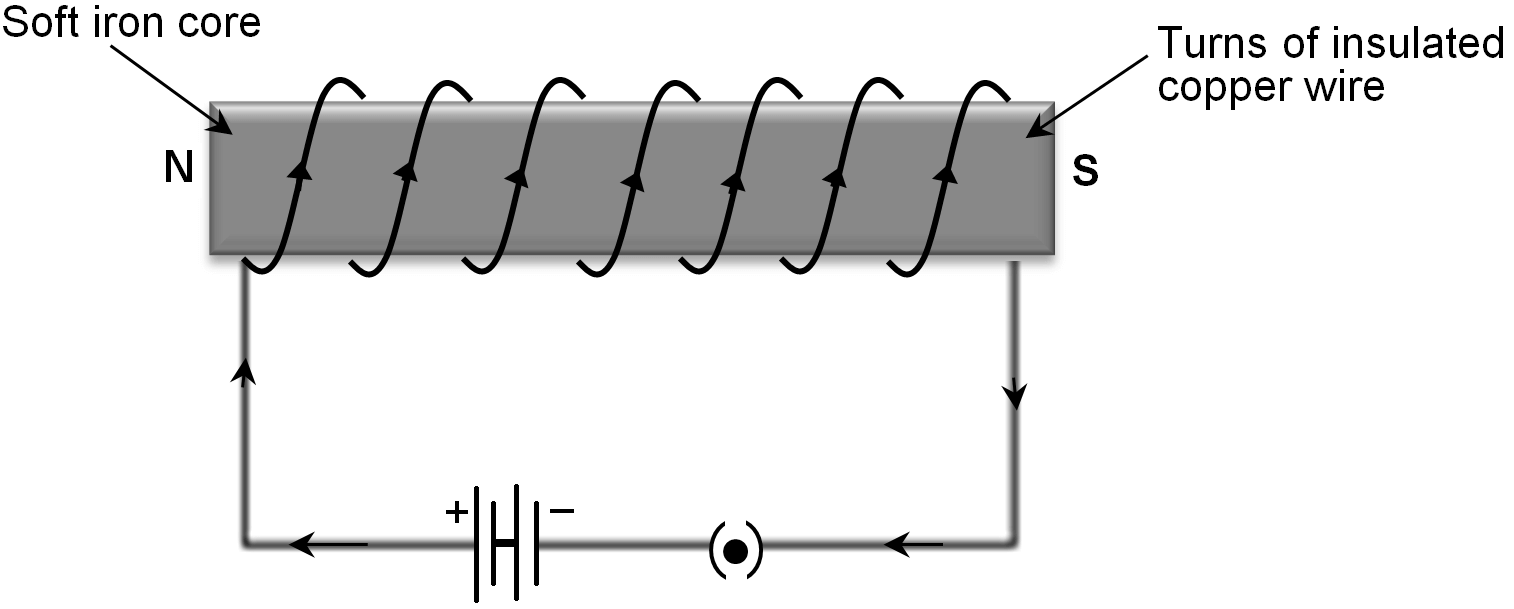 Soft iron core
Turns of insulated
copper wire
N
S
+ −